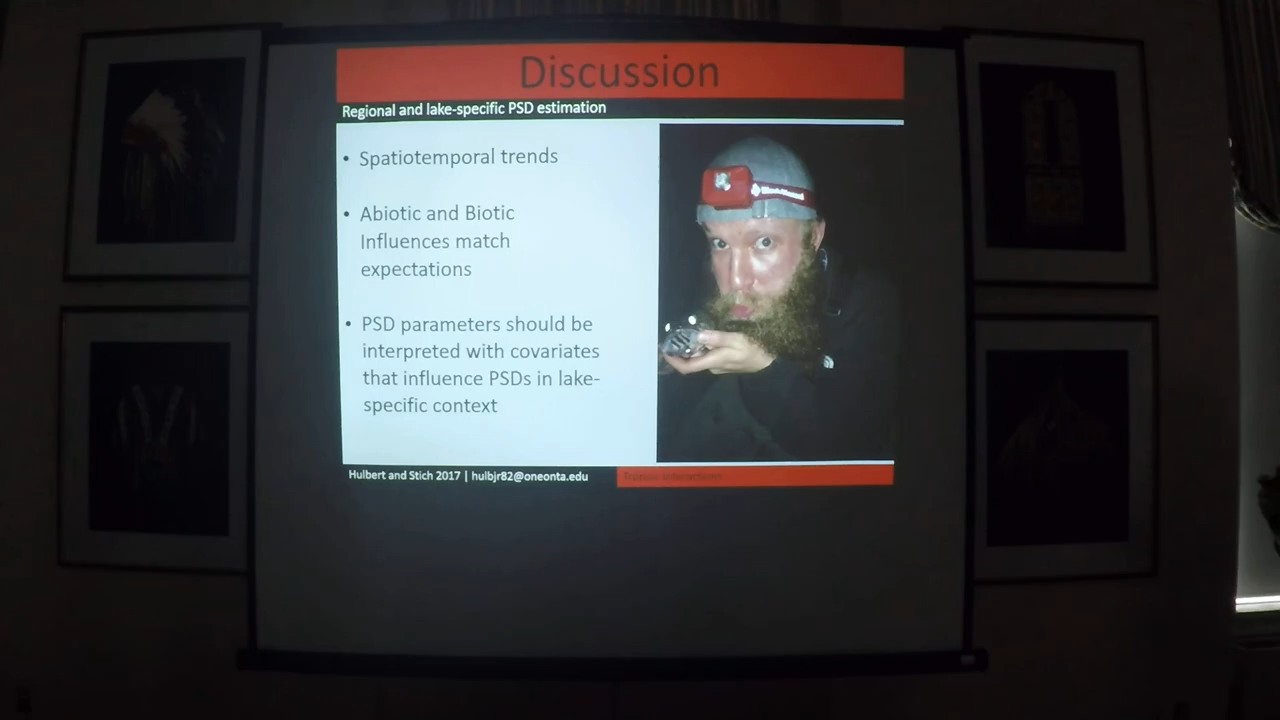 Discussion
Regional and lake-specific PSD estimation
• Spatiotemporal trends
• Abiotic and Biotic
Influences match
expectations
• PSD parameters should be
interpreted with covariates
that influence PSDs in lake-
specific context
Hulbert and Stich 2017 | hulbjr82@oneonta.edu